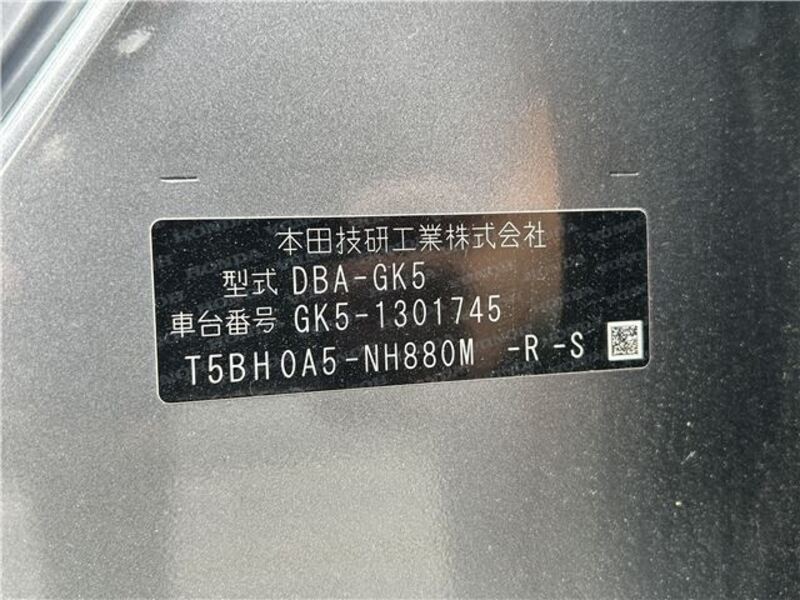 本田技研工業株式会社
型式 DBA-GK5
車台番号 GK5-1301745
T5BH0A5-NH880M -R -S